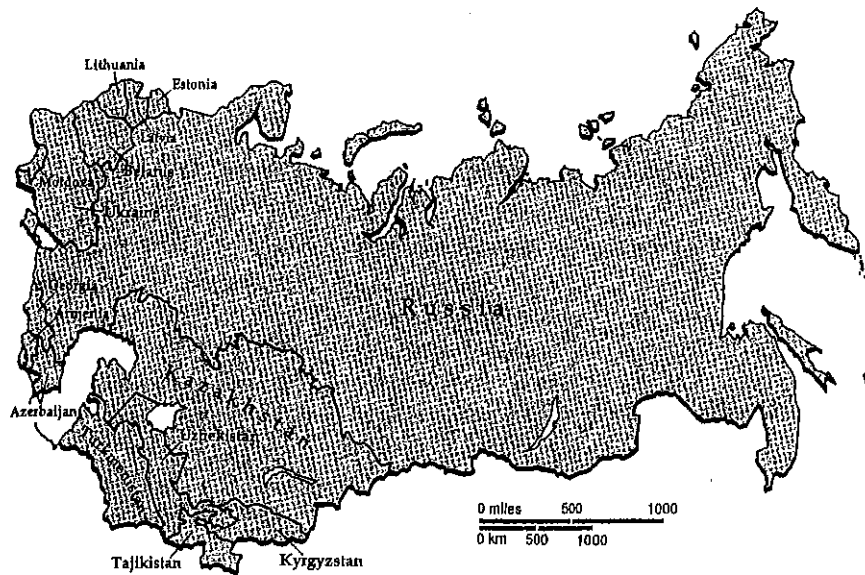 Lithuania
Estonia
Latvia
Belarus
Moldova
Ukraine
Georgia
Armenia
Russia
Kazakhstan
Azerbaijan
Uzbekistan
Turkmenistan
0 miles 500 1000
0 km 500 1000
Tajikistan
Kyrgyzstan